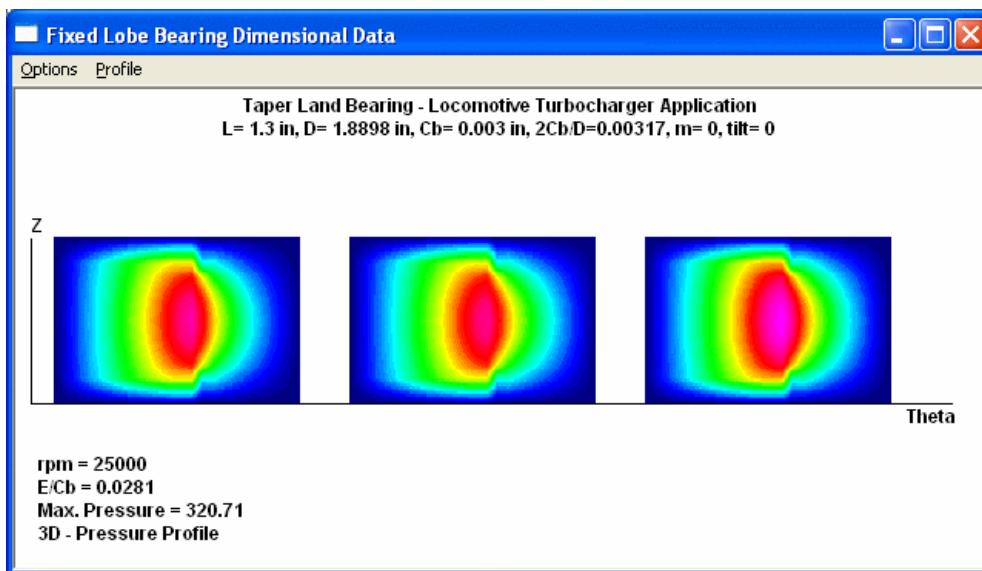 Fixed Lobe Bearing Dimensional Data
Options Profile
Taper Land Bearing - Locomotive Turbocharger Application
L= 1.3 in, D= 1.8898 in, Cb= 0.003 in, 2Cb/D=0.00317, m= 0, tilt= 0
Z
Theta
rpm = 25000
E/Cb = 0.0281
Max. Pressure = 320.71
3D - Pressure Profile